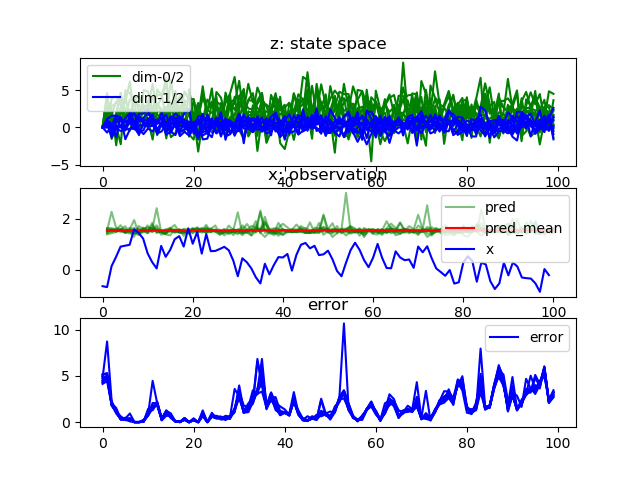 z: state space
dim-0/2
dim-1/2
5
0
−5
0 20 40 60 80 100
x: observation
pred
pred_mean
x
2
0
0 20 40 60 80 100
error
error
10
5
0
0 20 40 60 80 100